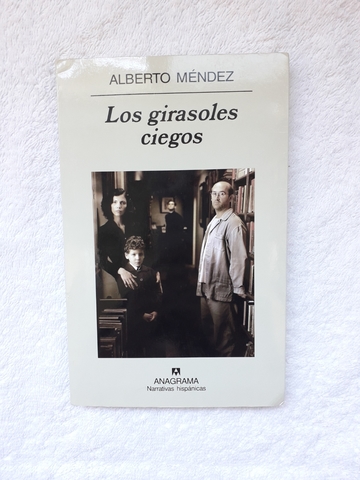 ALBERTO MÉNDEZ
Los girasoles
ciegos
ANAGRAMA
Narrativas hispánicas